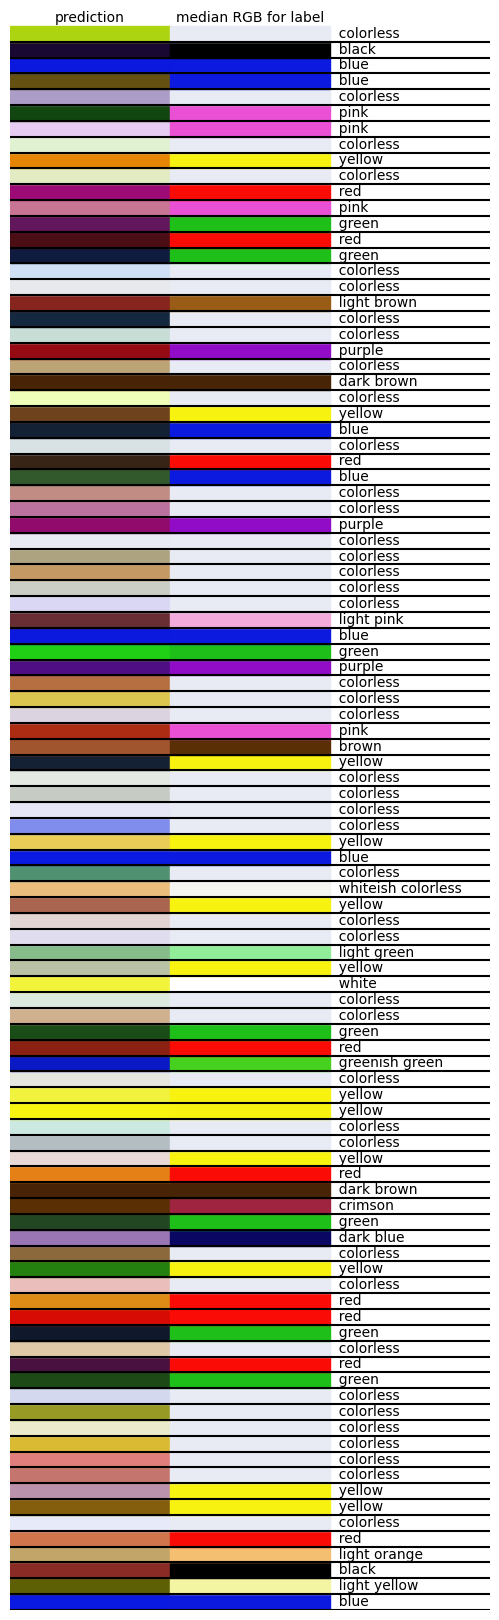 prediction median RGB for label
colorless
black
blue
blue
colorless
pink
pink
colorless
yellow
colorless
red
pink
green
red
green
colorless
colorless
light brown
colorless
colorless
purple
colorless
dark brown
colorless
yellow
blue
colorless
red
blue
colorless
colorless
purple
colorless
colorless
colorless
colorless
colorless
light pink
blue
green
purple
colorless
colorless
colorless
pink
brown
yellow
colorless
colorless
colorless
colorless
yellow
blue
colorless
whiteish colorless
yellow
colorless
colorless
light green
yellow
white
colorless
colorless
green
red
greenish green
colorless
yellow
yellow
colorless
colorless
yellow
red
dark brown
crimson
green
dark blue
colorless
yellow
colorless
red
red
green
colorless
red
green
colorless
colorless
colorless
colorless
colorless
colorless
yellow
yellow
colorless
red
light orange
black
light yellow
blue